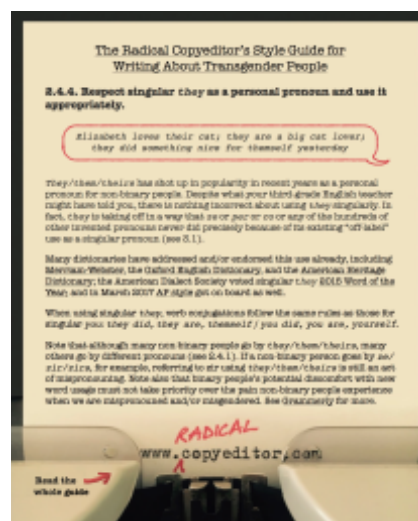 The Radical Copyeditor's Style Guide for
Writing About Transgender People
2.4.4. Respect singular they as a personal pronoun and use it
appropriately.
Elizabeth loves their cat; they are a big cat lover;
they did something nice for themself yesterday
They/them/theirs has shot up in popularity in recent years as a personal
pronoun for non-binary people. Despite what your third-grade English teacher
might have told you, there is nothing incorrect about using they singularly. In
fact, they is taking off in a way that or or or any of the hundreds of
other invented pronouns never did precisely because of its existing "off-label"
use as a singular pronoun (see 3.1).
Many dictionaries have addressed and/or endorsed this use already, including
Merriam-Webster, the Oxford English Dictionary, and the American Heritage
Dictionary; the American Dialect Society voted singular they 2015 Word of the
Year; and in March 2017 AP style got on board as well.
When using singular they, verb conjugations follow the same rules as those for
singular you: they did, they are, themself / you did, you are, yourself.
Note that although many non-binary people go by they/them/theirs, many
others go by different pronouns (see 2.4.1). If a non-binary person goes by
for example, referring to using they/them/theirs is still an act
of mispronouning. Note also that binary people's potential discomfort with new
word usage must not take priority over the pain non-binary people experience
when we are mispronouned and/or misgendered. See Grammerly for more.
RADICAL
www.copyeditor.com
Read the
whole guide